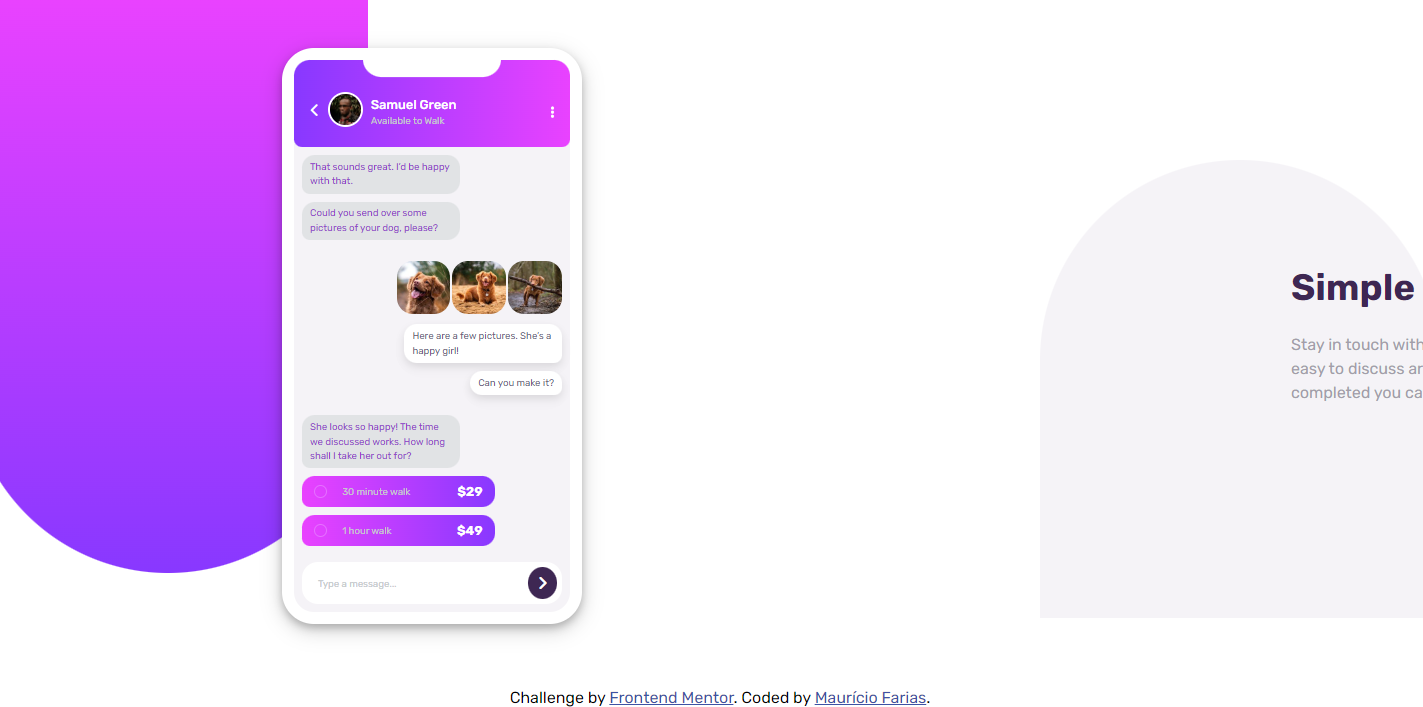 Samuel Green
Available to Walk
That sounds great. I'd be happy
with that.
Could you send over some
pictures of your dog, please?
Here are a few pictures. She's a
happy girl!
Can you make it?
She looks so happy! The time
we discussed works. How long
shall I take her out for?
30 minute walk $29
1 hour walk $49
Type a message...
Simple
Stay in touch with
easy to discuss
completed you
Challenge by Frontend Mentor. Coded by Maurício Farias.